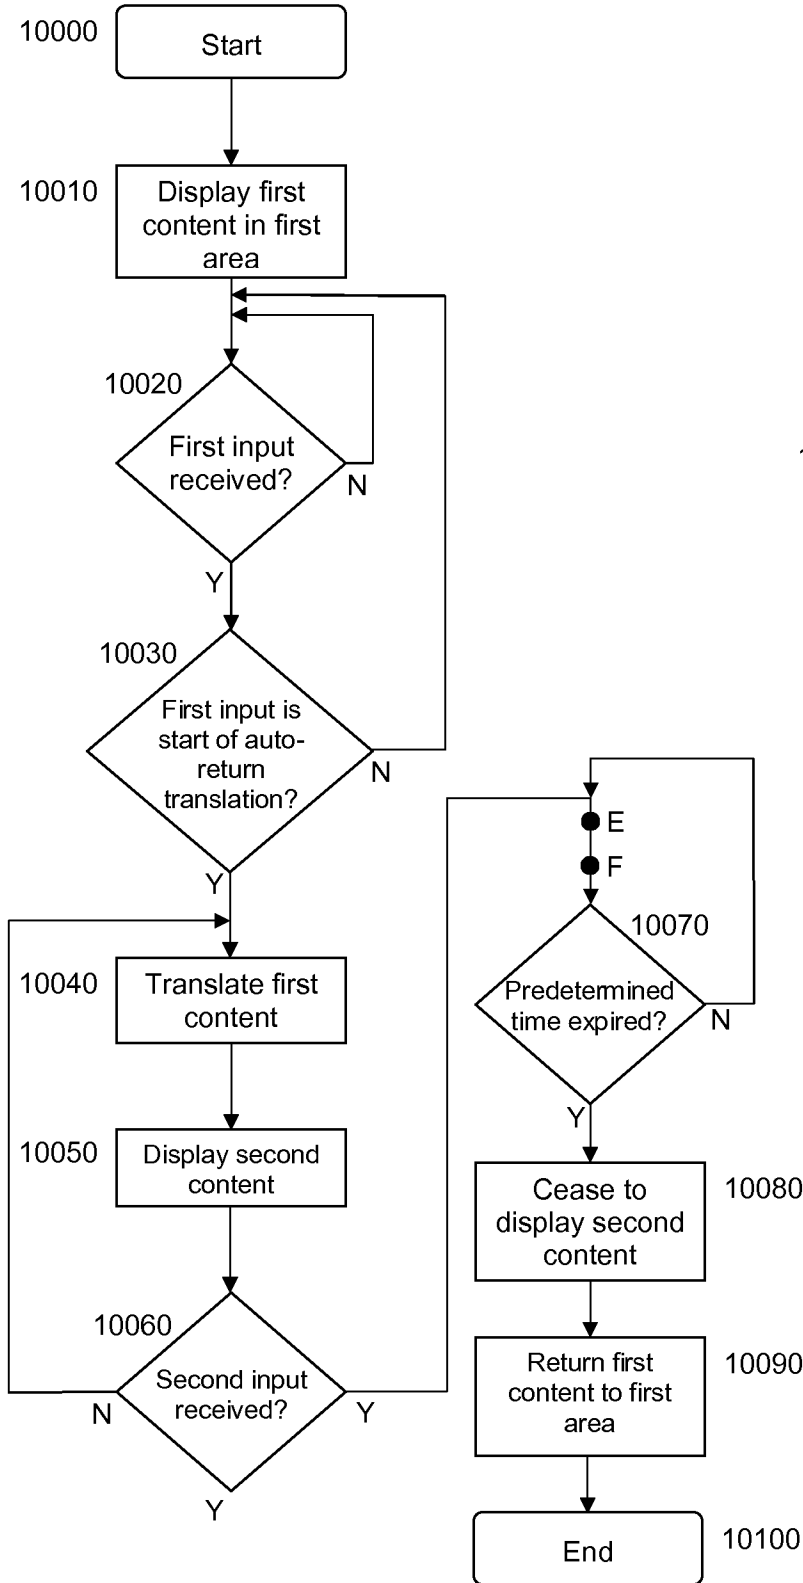 10000
Start
10010
Display first
content in first
area
10020
First input
received?
N
Y
10030
First input is
start of auto-
return
translation?
N
Y
10040
Translate first
content
10050
Display second
content
10060
Second input
received?
N
Y
Y
E
F
10070
Predetermined
time expired?
N
Y
Cease to
display second
content
10080
Return first
content to first
area
10090
End
10100